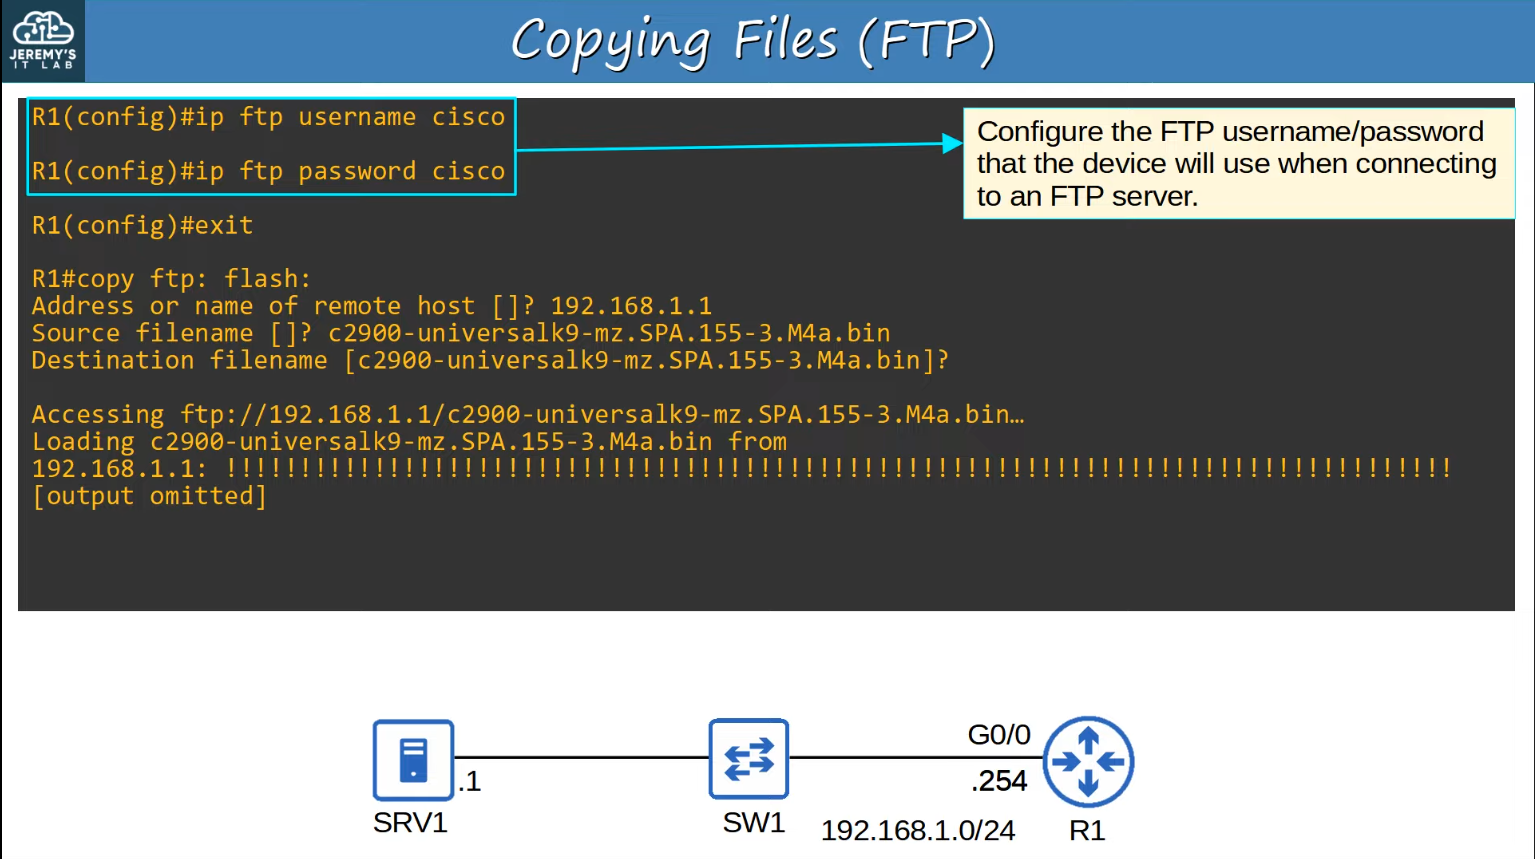 JEREMY'S
IT LAB
Copying Files (FTP)
R1(config)#ip ftp username cisco
R1(config)#ip ftp password cisco
R1(config)#exit
R1#copy ftp: flash:
Address or name of remote host []? 192.168.1.1
Source filename []? c2900-universalk9-mz.SPA.155-3.M4a.bin
Destination filename [c2900-universalk9-mz.SPA.155-3.M4a.bin]?
Accessing ftp://192.168.1.1/c2900-universalk9-mz.SPA.155-3.M4a.bin…
Loading c2900-universalk9-mz.SPA.155-3.M4a.bin from
192.168.1.1: !!!!!!!!!!!!!!!!!!!!!!!!!!!!!!!!!!!!!!!!!!!!!!!!!!!!!!!!!!!!!!!!!!!!!!!!!!!!!!!!!!!
[output omitted]
Configure the FTP username/password
that the device will use when connecting
to an FTP server.
G0/0
.1
.254
SRV1
SW1
192.168.1.0/24
R1